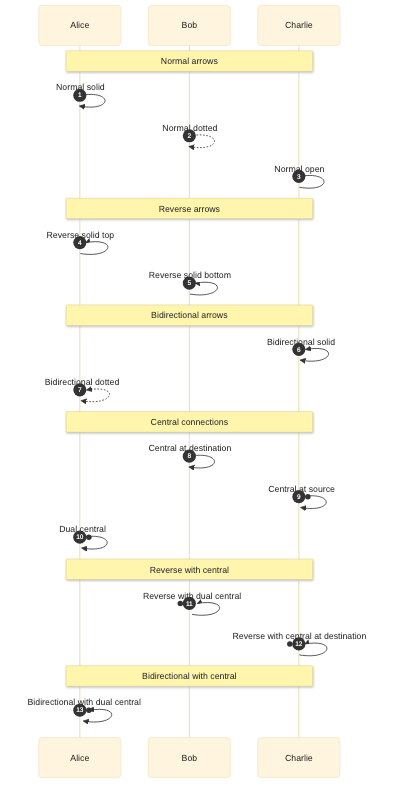 Alice Bob Charlie
Normal arrows
Normal solid
1
Normal dotted
2
Normal open
3
Reverse arrows
Reverse solid top
4
Reverse solid bottom
5
Bidirectional arrows
Bidirectional solid
6
Bidirectional dotted
7
Central connections
Central at destination
8
Central at source
9
Dual central
10
Reverse with central
Reverse with dual central
11
Reverse with central at destination
12
Bidirectional with central
Bidirectional with dual central
13
Alice Bob Charlie